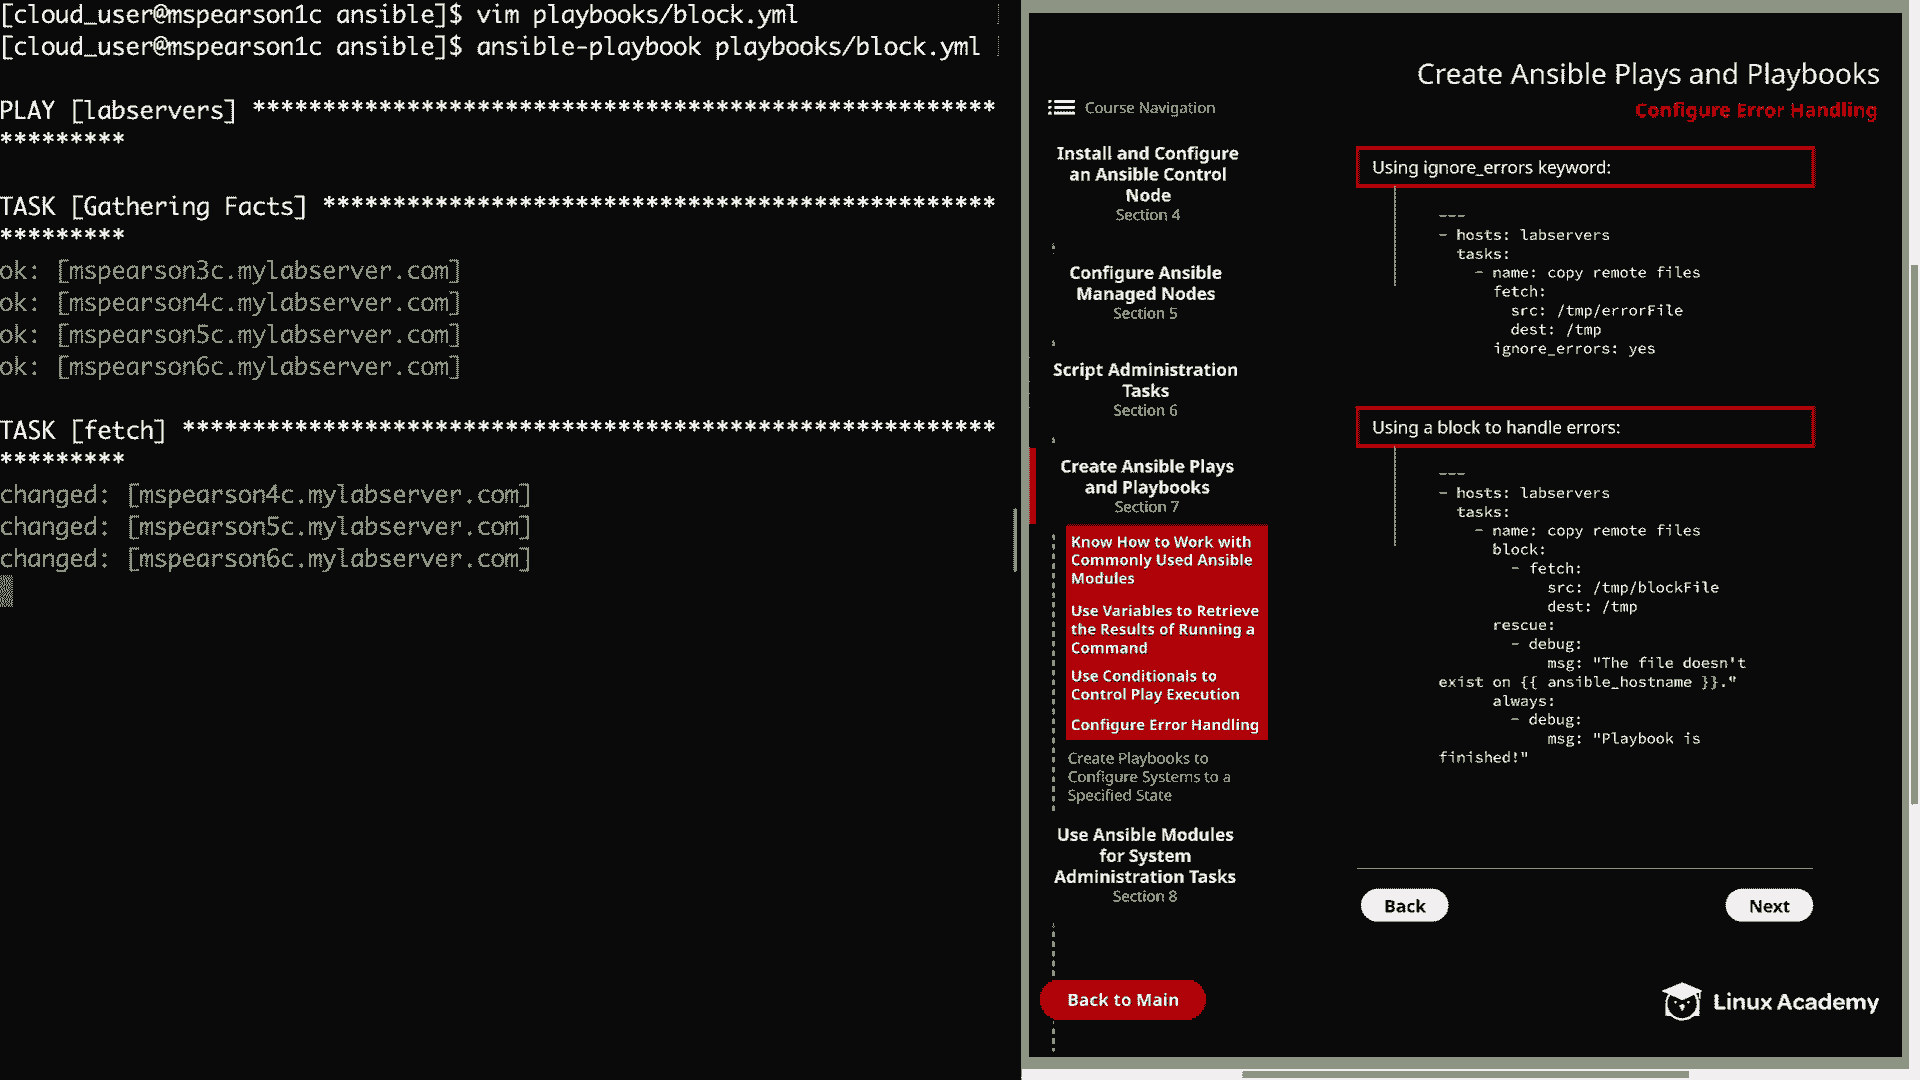 [cloud_user@mspearson1c ansible]$ vim playbooks/block.yml
[cloud_user@mspearson1c ansible]$ ansible-playbook playbooks/block.yml
PLAY [labservers] *****************************************************
*********
TASK [Gathering Facts] ************************************************
*********
ok: [mspearson3c.mylabserver.com]
ok: [mspearson4c.mylabserver.com]
ok: [mspearson5c.mylabserver.com]
ok: [mspearson6c.mylabserver.com]
TASK [fetch] **********************************************************
*********
changed: [mspearson4c.mylabserver.com]
changed: [mspearson5c.mylabserver.com]
changed: [mspearson6c.mylabserver.com]
Create Ansible Plays and Playbooks
Configure Error Handling
Course Navigation
Install and Configure
an Ansible Control
Node
Section 4
Configure Ansible
Managed Nodes
Section 5
Script Administration
Tasks
Section 6
Create Ansible Plays
and Playbooks
Section 7
Know How to Work with
Commonly Used Ansible
Modules
Use Variables to Retrieve
the Results of Running a
Command
Use Conditionals to
Control Play Execution
Configure Error Handling
Create Playbooks to
Configure Systems to a
Specified State
Use Ansible Modules
for System
Administration Tasks
Section 8
Back to Main
Using ignore_errors keyword:
---
- hosts: labservers
tasks:
- name: copy remote files
fetch:
src: /tmp/errorFile
dest: /tmp
ignore_errors: yes
Using a block to handle errors:
---
- hosts: labservers
tasks:
- name: copy remote files
block:
- fetch:
src: /tmp/blockFile
dest: /tmp
rescue:
- debug:
msg: "The file doesn't
exist on {{ ansible_hostname }}."
always:
- debug:
msg: "Playbook is
finished!"
Back
Next
Linux Academy